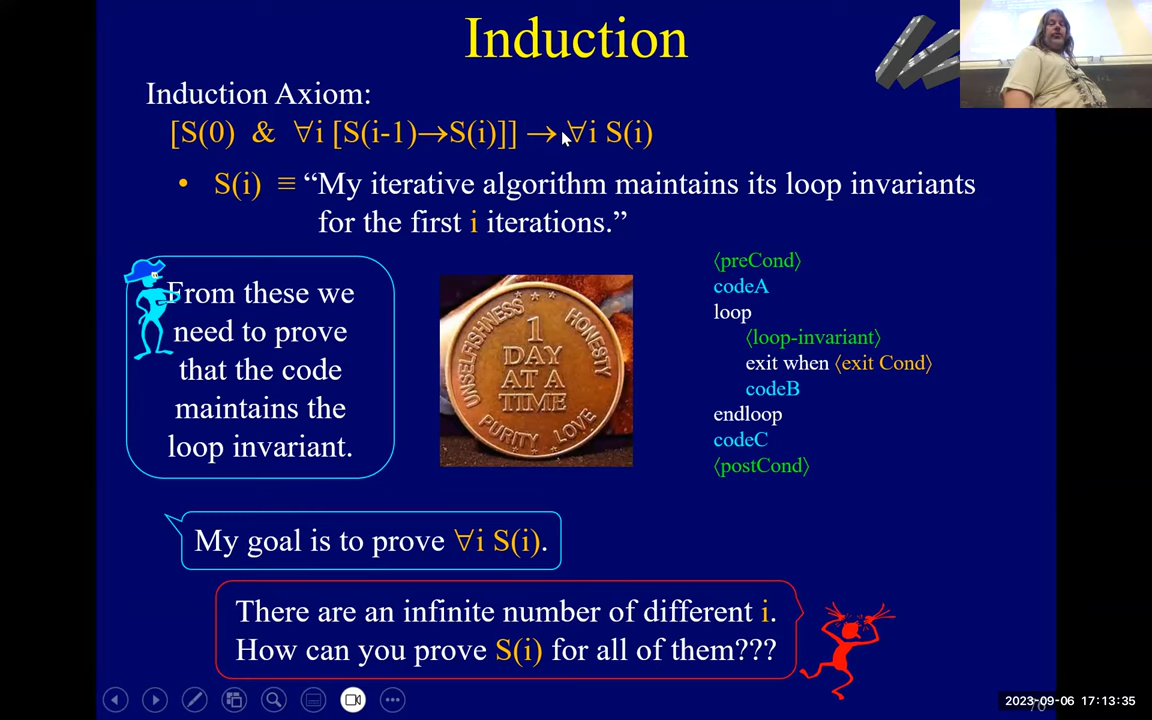 Induction
Induction Axiom:
[S(0) & ∀i [S(i-1)→S(i)]] → ∀i S(i)
• S(i) ≡ “My iterative algorithm maintains its loop invariants
for the first i iterations.”
From these we
need to prove
that the code
maintains the
loop invariant.
UNSELFISHNESS
HONESTY
1
DAY
AT A
TIME
PURITY LOVE
⟨preCond⟩
codeA
loop
⟨loop-invariant⟩
exit when ⟨exit Cond⟩
codeB
endloop
codeC
⟨postCond⟩
My goal is to prove ∀i S(i).
There are an infinite number of different i.
How can you prove S(i) for all of them???
2023-09-06 17:13:35